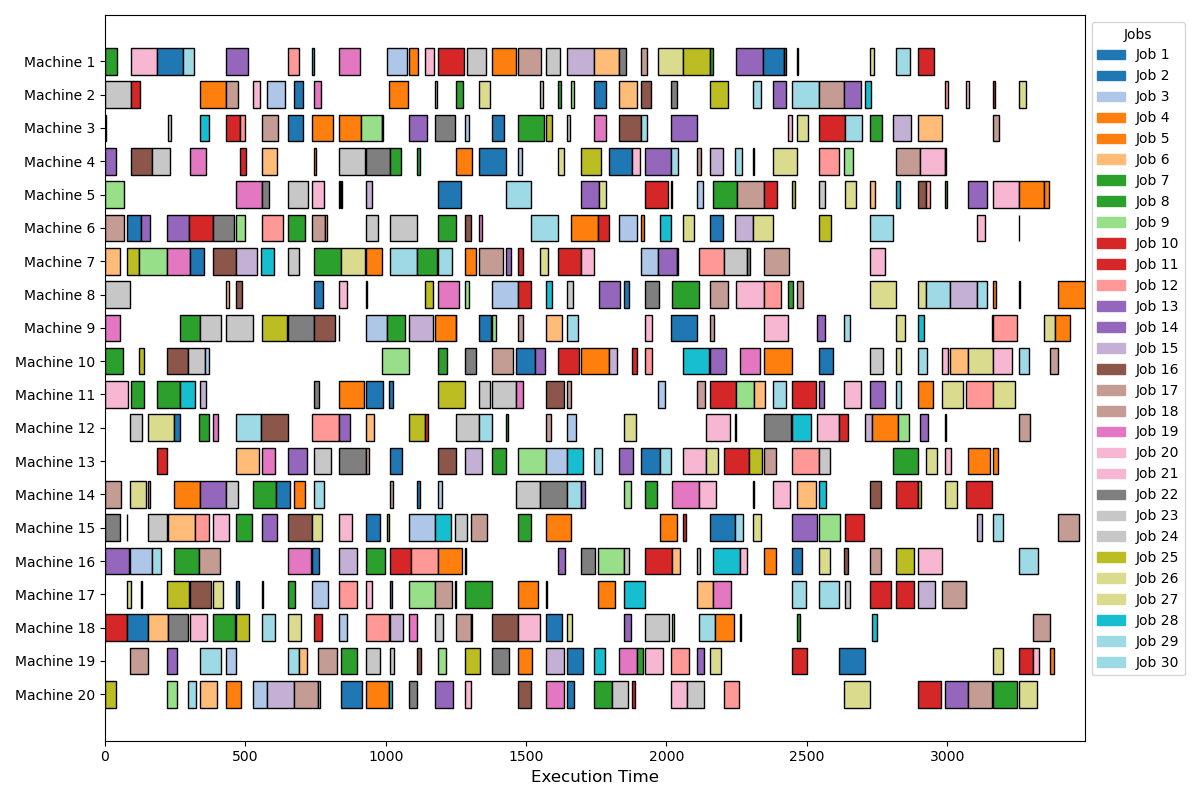 Machine 1
Machine 2
Machine 3
Machine 4
Machine 5
Machine 6
Machine 7
Machine 8
Machine 9
Machine 10
Machine 11
Machine 12
Machine 13
Machine 14
Machine 15
Machine 16
Machine 17
Machine 18
Machine 19
Machine 20
0 500 1000 1500 2000 2500 3000
Execution Time
Jobs
Job 1
Job 2
Job 3
Job 4
Job 5
Job 6
Job 7
Job 8
Job 9
Job 10
Job 11
Job 12
Job 13
Job 14
Job 15
Job 16
Job 17
Job 18
Job 19
Job 20
Job 21
Job 22
Job 23
Job 24
Job 25
Job 26
Job 27
Job 28
Job 29
Job 30